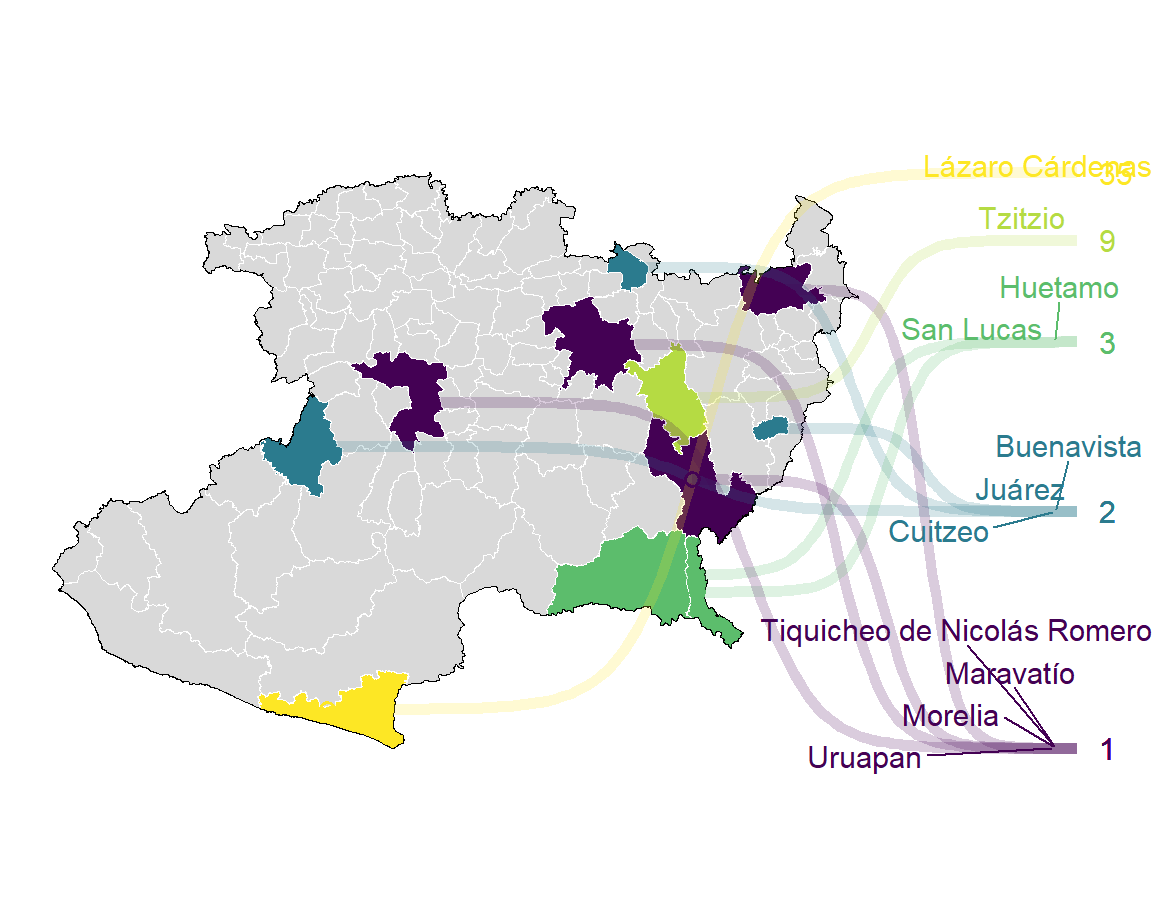 Lázaro Cárdenas
35
Tzitzio
9
Huetamo
San Lucas
3
Buenavista
Juárez
2
Cuitzeo
Tiquicheo de Nicolás Romero
Maravatío
Morelia
1
Uruapan